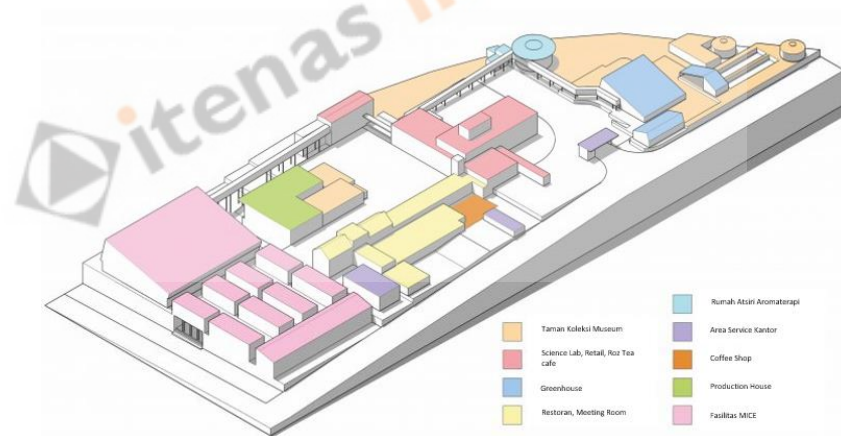 itenas
Taman Koleksi Museum
Science Lab, Retail, Roz Tea
cafe
Greenhouse
Restoran, Meeting Room
Rumah Atsiri Aromaterapi
Area Service Kantor
Coffee Shop
Production House
Fasilitas MICE